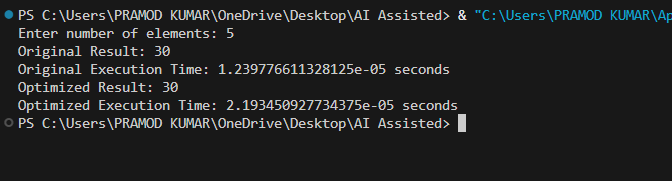 PS C:\Users\PRAMOD KUMAR\OneDrive\Desktop\AI Assisted> & "C:\Users\PRAMOD KUMAR\Ap
Enter number of elements: 5
Original Result: 30
Original Execution Time: 1.239776611328125e-05 seconds
Optimized Result: 30
Optimized Execution Time: 2.193450927734375e-05 seconds
PS C:\Users\PRAMOD KUMAR\OneDrive\Desktop\AI Assisted>